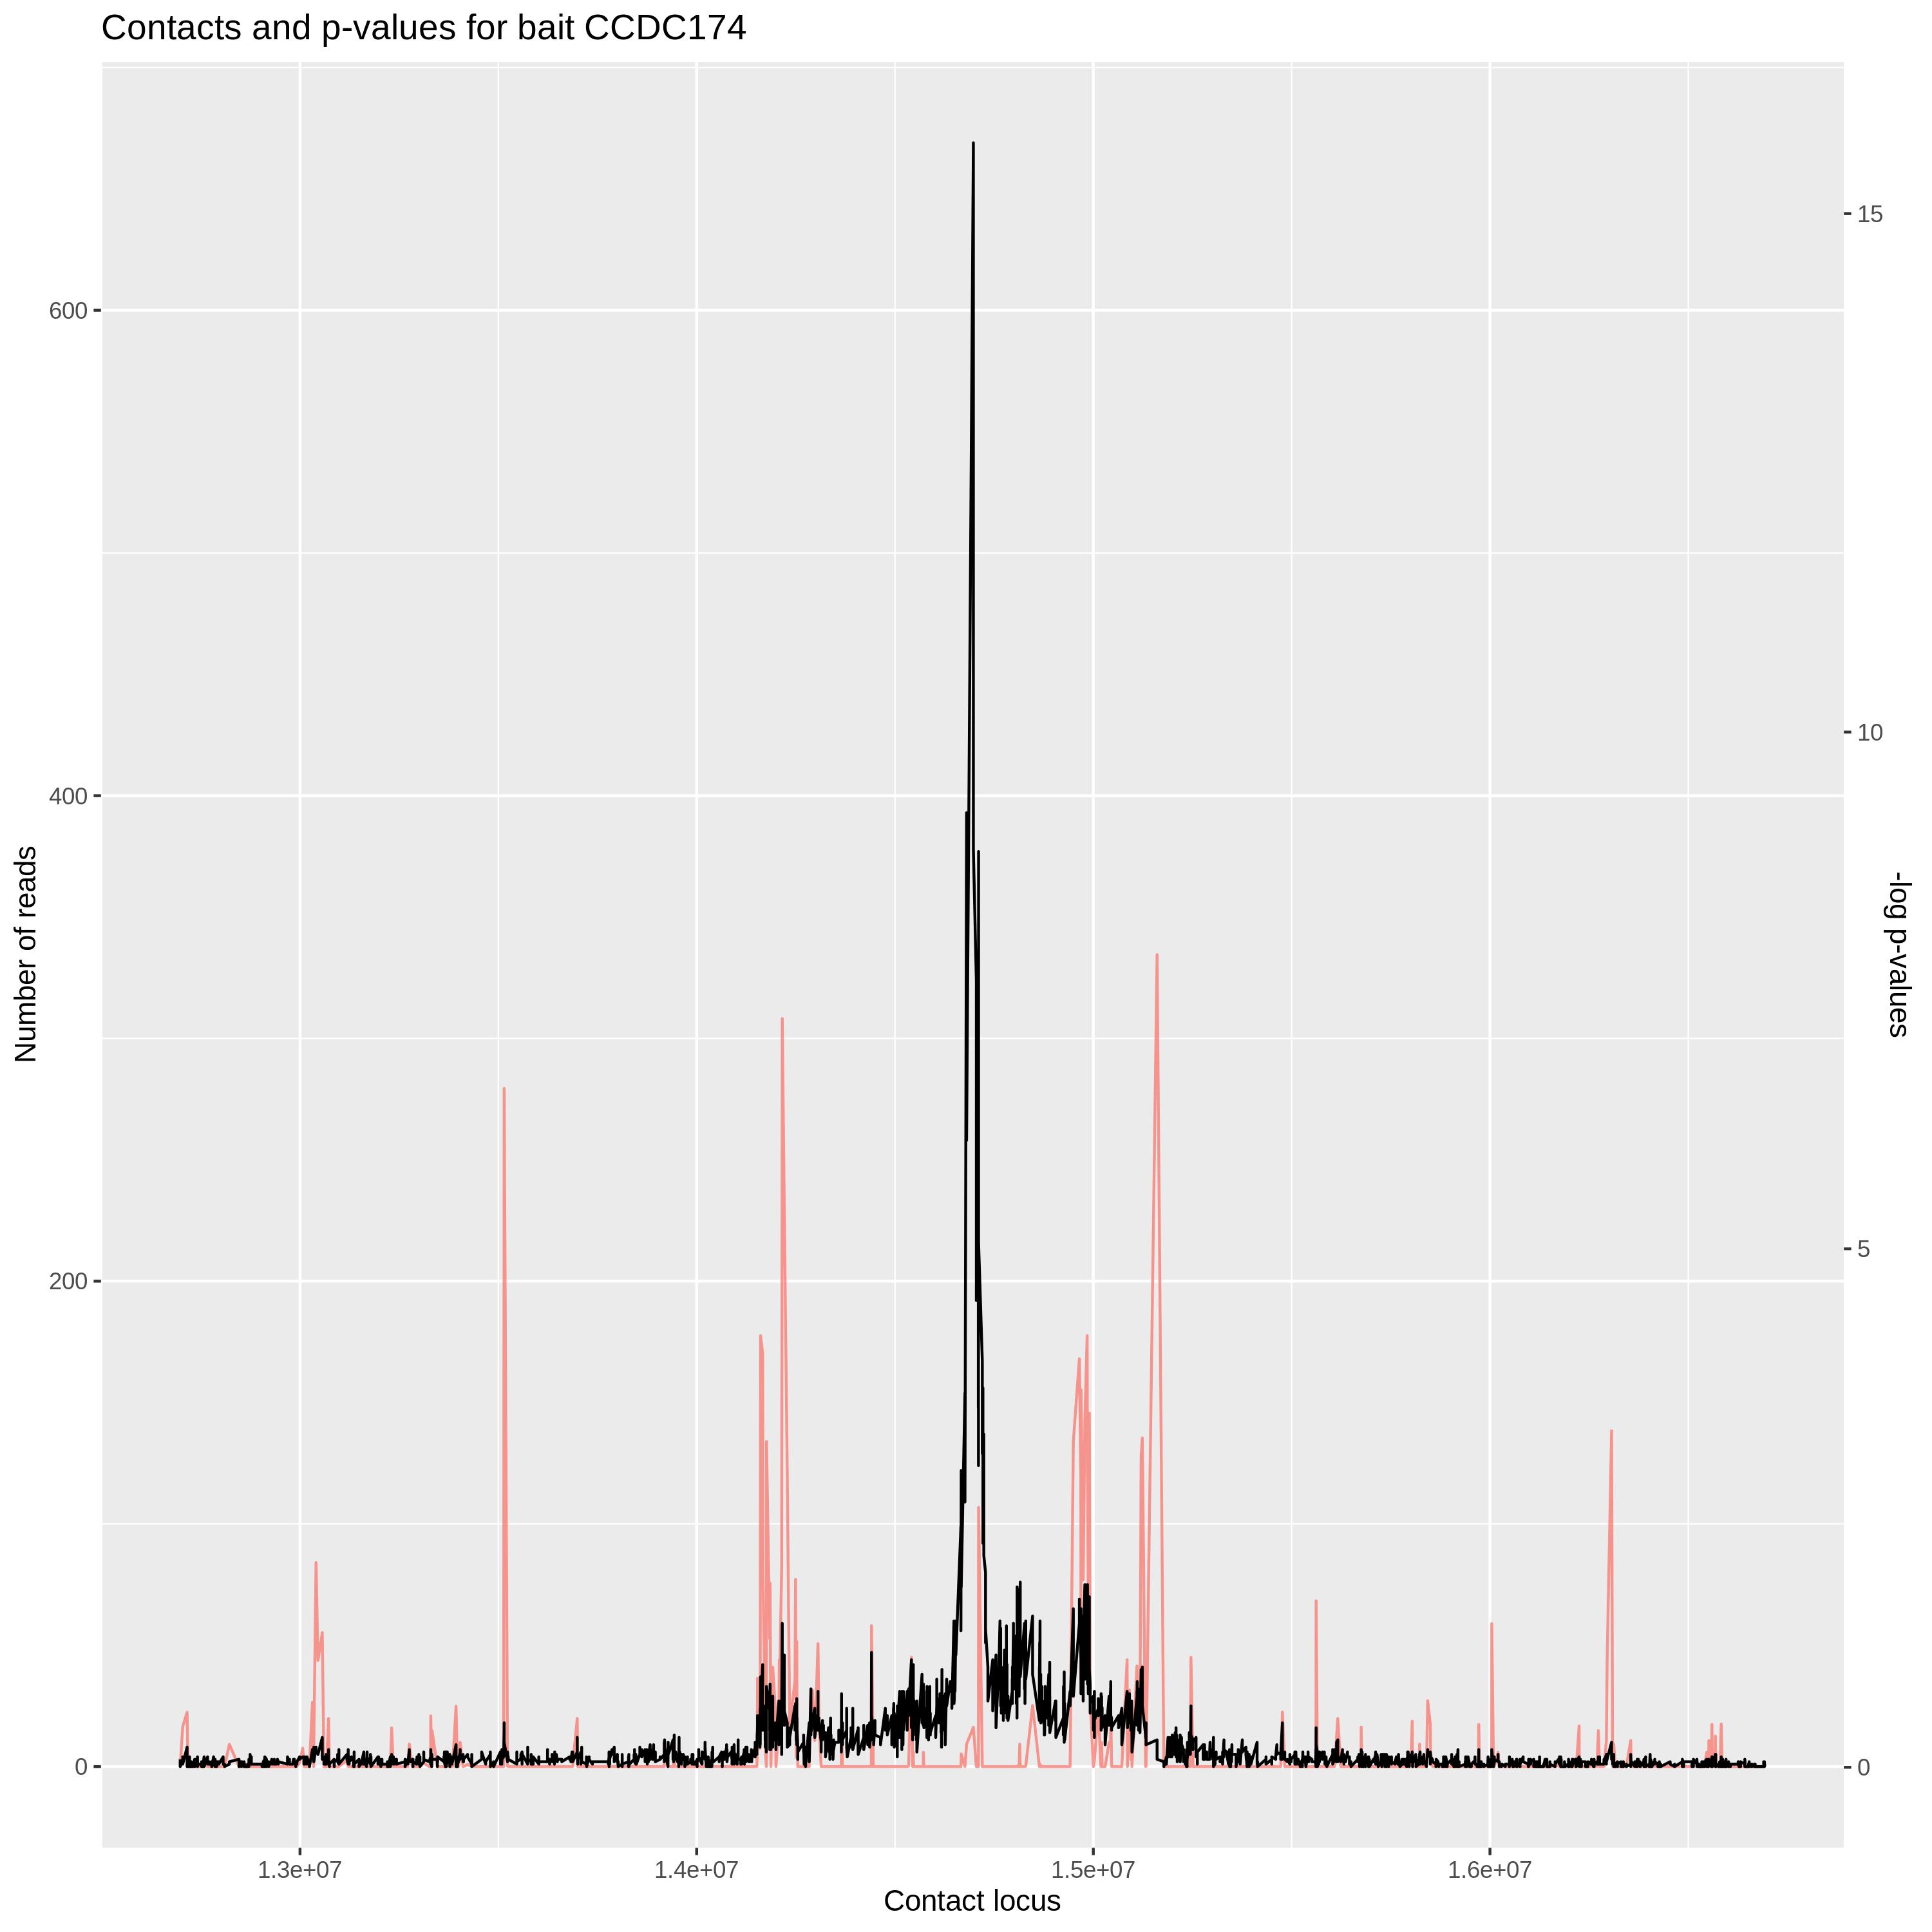 Contacts and p-values for bait CCDC174
Number of reads
600
400
200
0
15
10
5
0
-log p-values
1.3e+07 1.4e+07 1.5e+07 1.6e+07
Contact locus